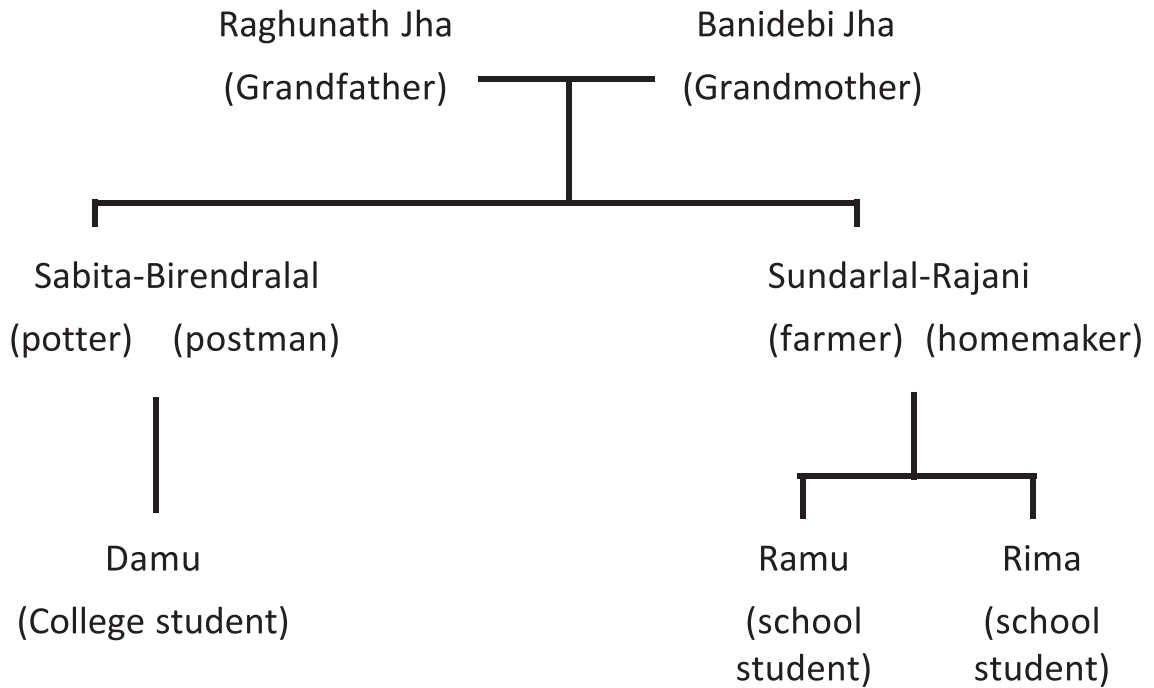 Raghunath Jha Banidebi Jha
(Grandfather) (Grandmother)
Sabita-Birendralal Sundarlal-Rajani
(potter) (postman) (farmer) (homemaker)
Damu Ramu Rima
(College student) (school (school
student) student)